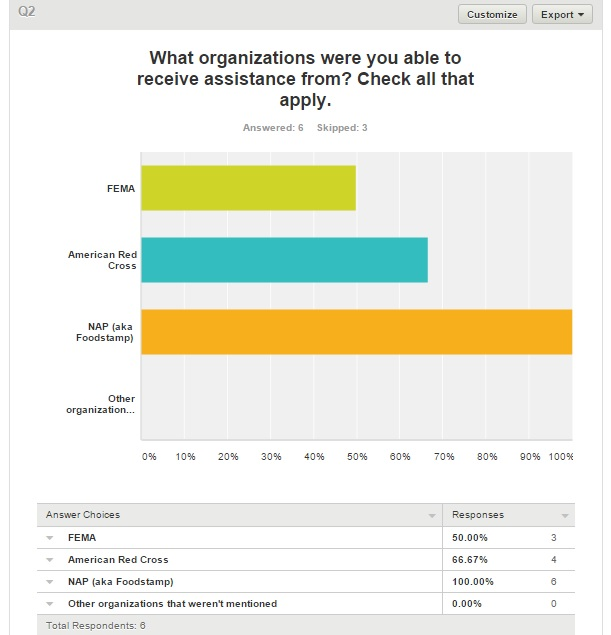 Q2
Customize
Export
What organizations were you able to
receive assistance from? Check all that
apply.
Answered: 6 Skipped: 3
FEMA
American Red
Cross
NAP (aka
Foodstamp)
Other
organization...
0% 10% 20% 30% 40% 50% 60% 70% 80% 90% 100%
Answer Choices Responses
FEMA 50.00% 3
American Red Cross 66.67% 4
NAP (aka Foodstamp) 100.00% 6
Other organizations that weren't mentioned 0.00% 0
Total Respondents: 6